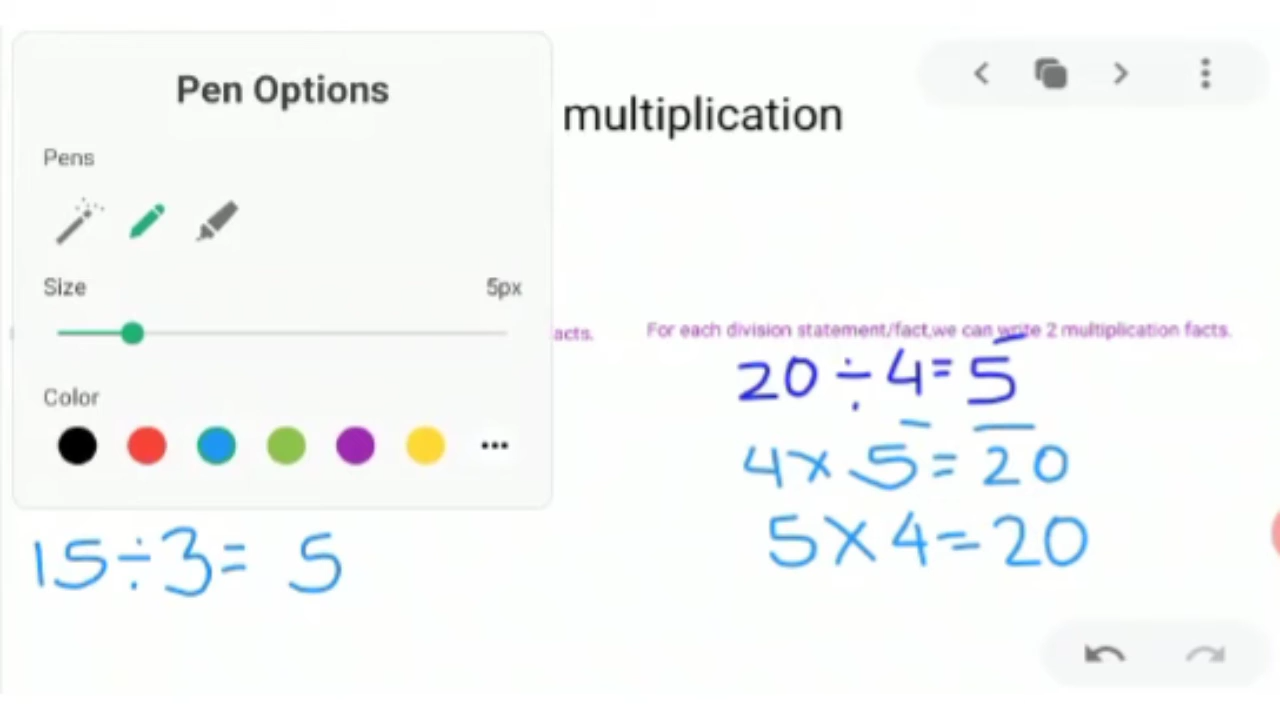 Pen Options
multiplication
Pens
Size 5px
acts.
For each division statement/fact,we can write 2 multiplication facts.
20 ÷ 4 = 5
Color
4 x 5 = 20
5 x 4 = 20
15 ÷ 3 = 5